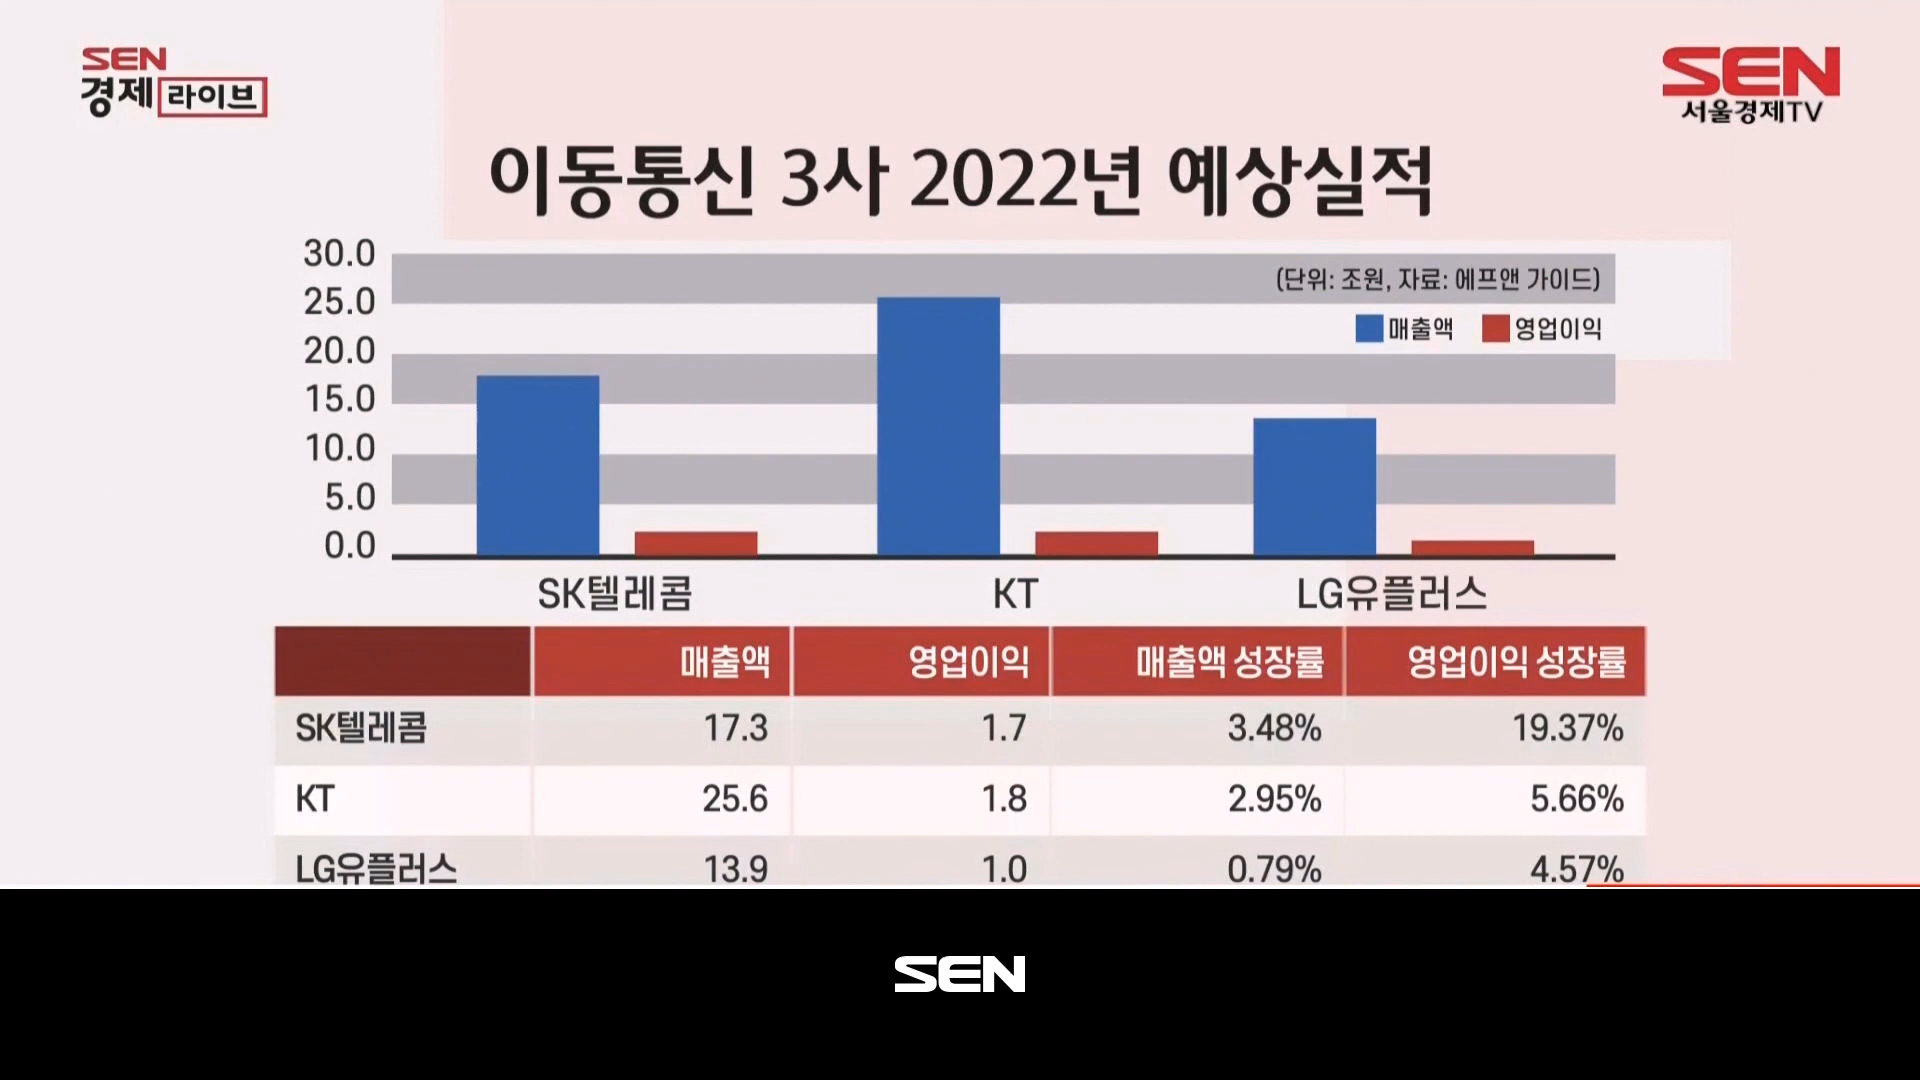 SEN
경제 라이브
SEN
서울경제TV
이동통신 3사 2022년 예상실적
(단위: 조원, 자료: 에프앤 가이드)
매출액 영업이익
30.0
25.0
20.0
15.0
10.0
5.0
0.0
SK텔레콤 KT LG유플러스
매출액 영업이익 매출액 성장률 영업이익 성장률
SK텔레콤 17.3 1.7 3.48% 19.37%
KT 25.6 1.8 2.95% 5.66%
LG유플러스 13.9 1.0 0.79% 4.57%
SEN